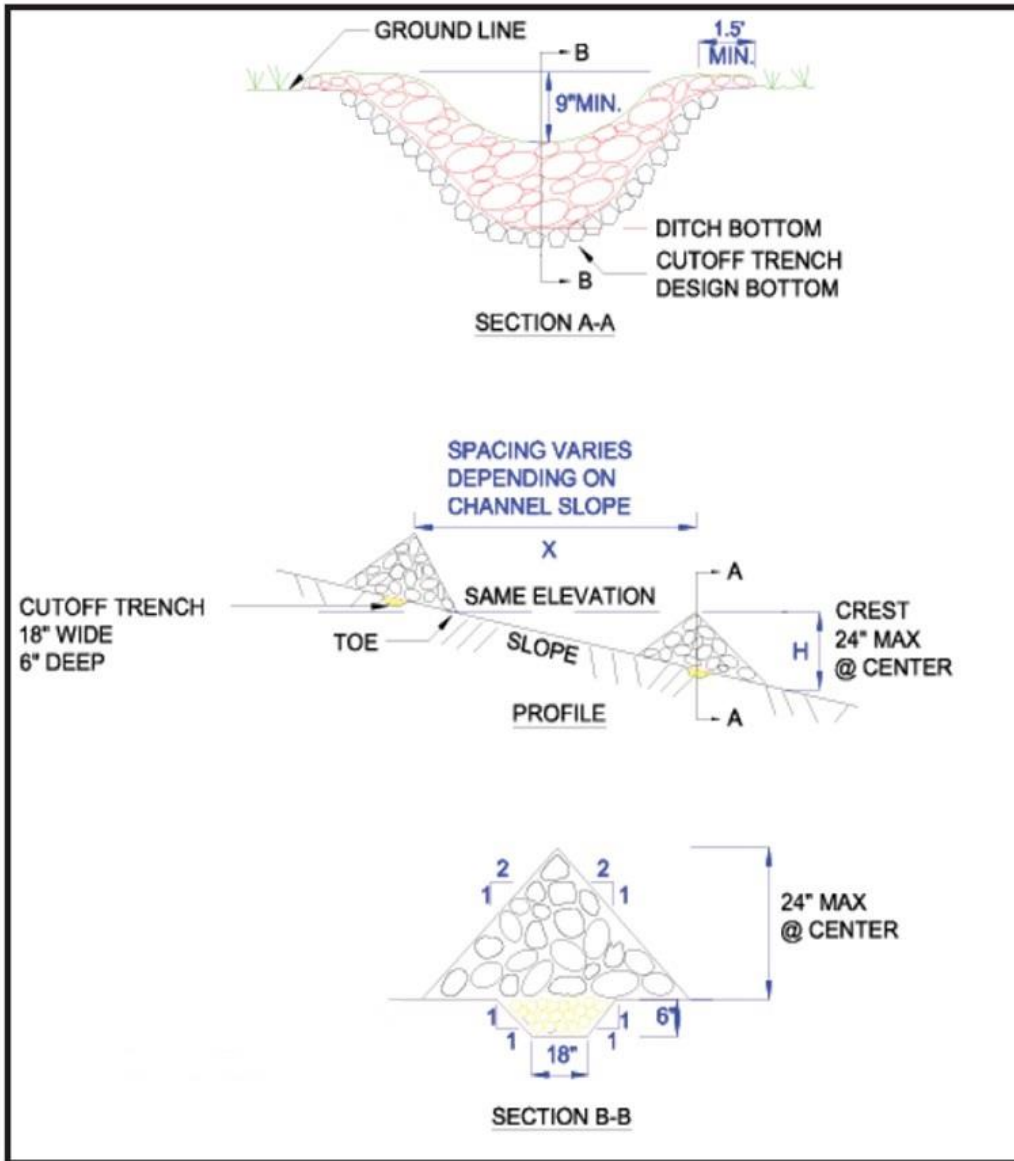 GROUND LINE
1.5'
MIN.
B
9"MIN.
DITCH BOTTOM
CUTOFF TRENCH
DESIGN BOTTOM
B
SECTION A-A
SPACING VARIES
DEPENDING ON
CHANNEL SLOPE
X
A
CUTOFF TRENCH
18" WIDE
6" DEEP
SAME ELEVATION
TOE
SLOPE
H
CREST
24" MAX
@ CENTER
PROFILE
A
2
1
2
1
24" MAX
@ CENTER
1
1
1
1
6"
18"
SECTION B-B